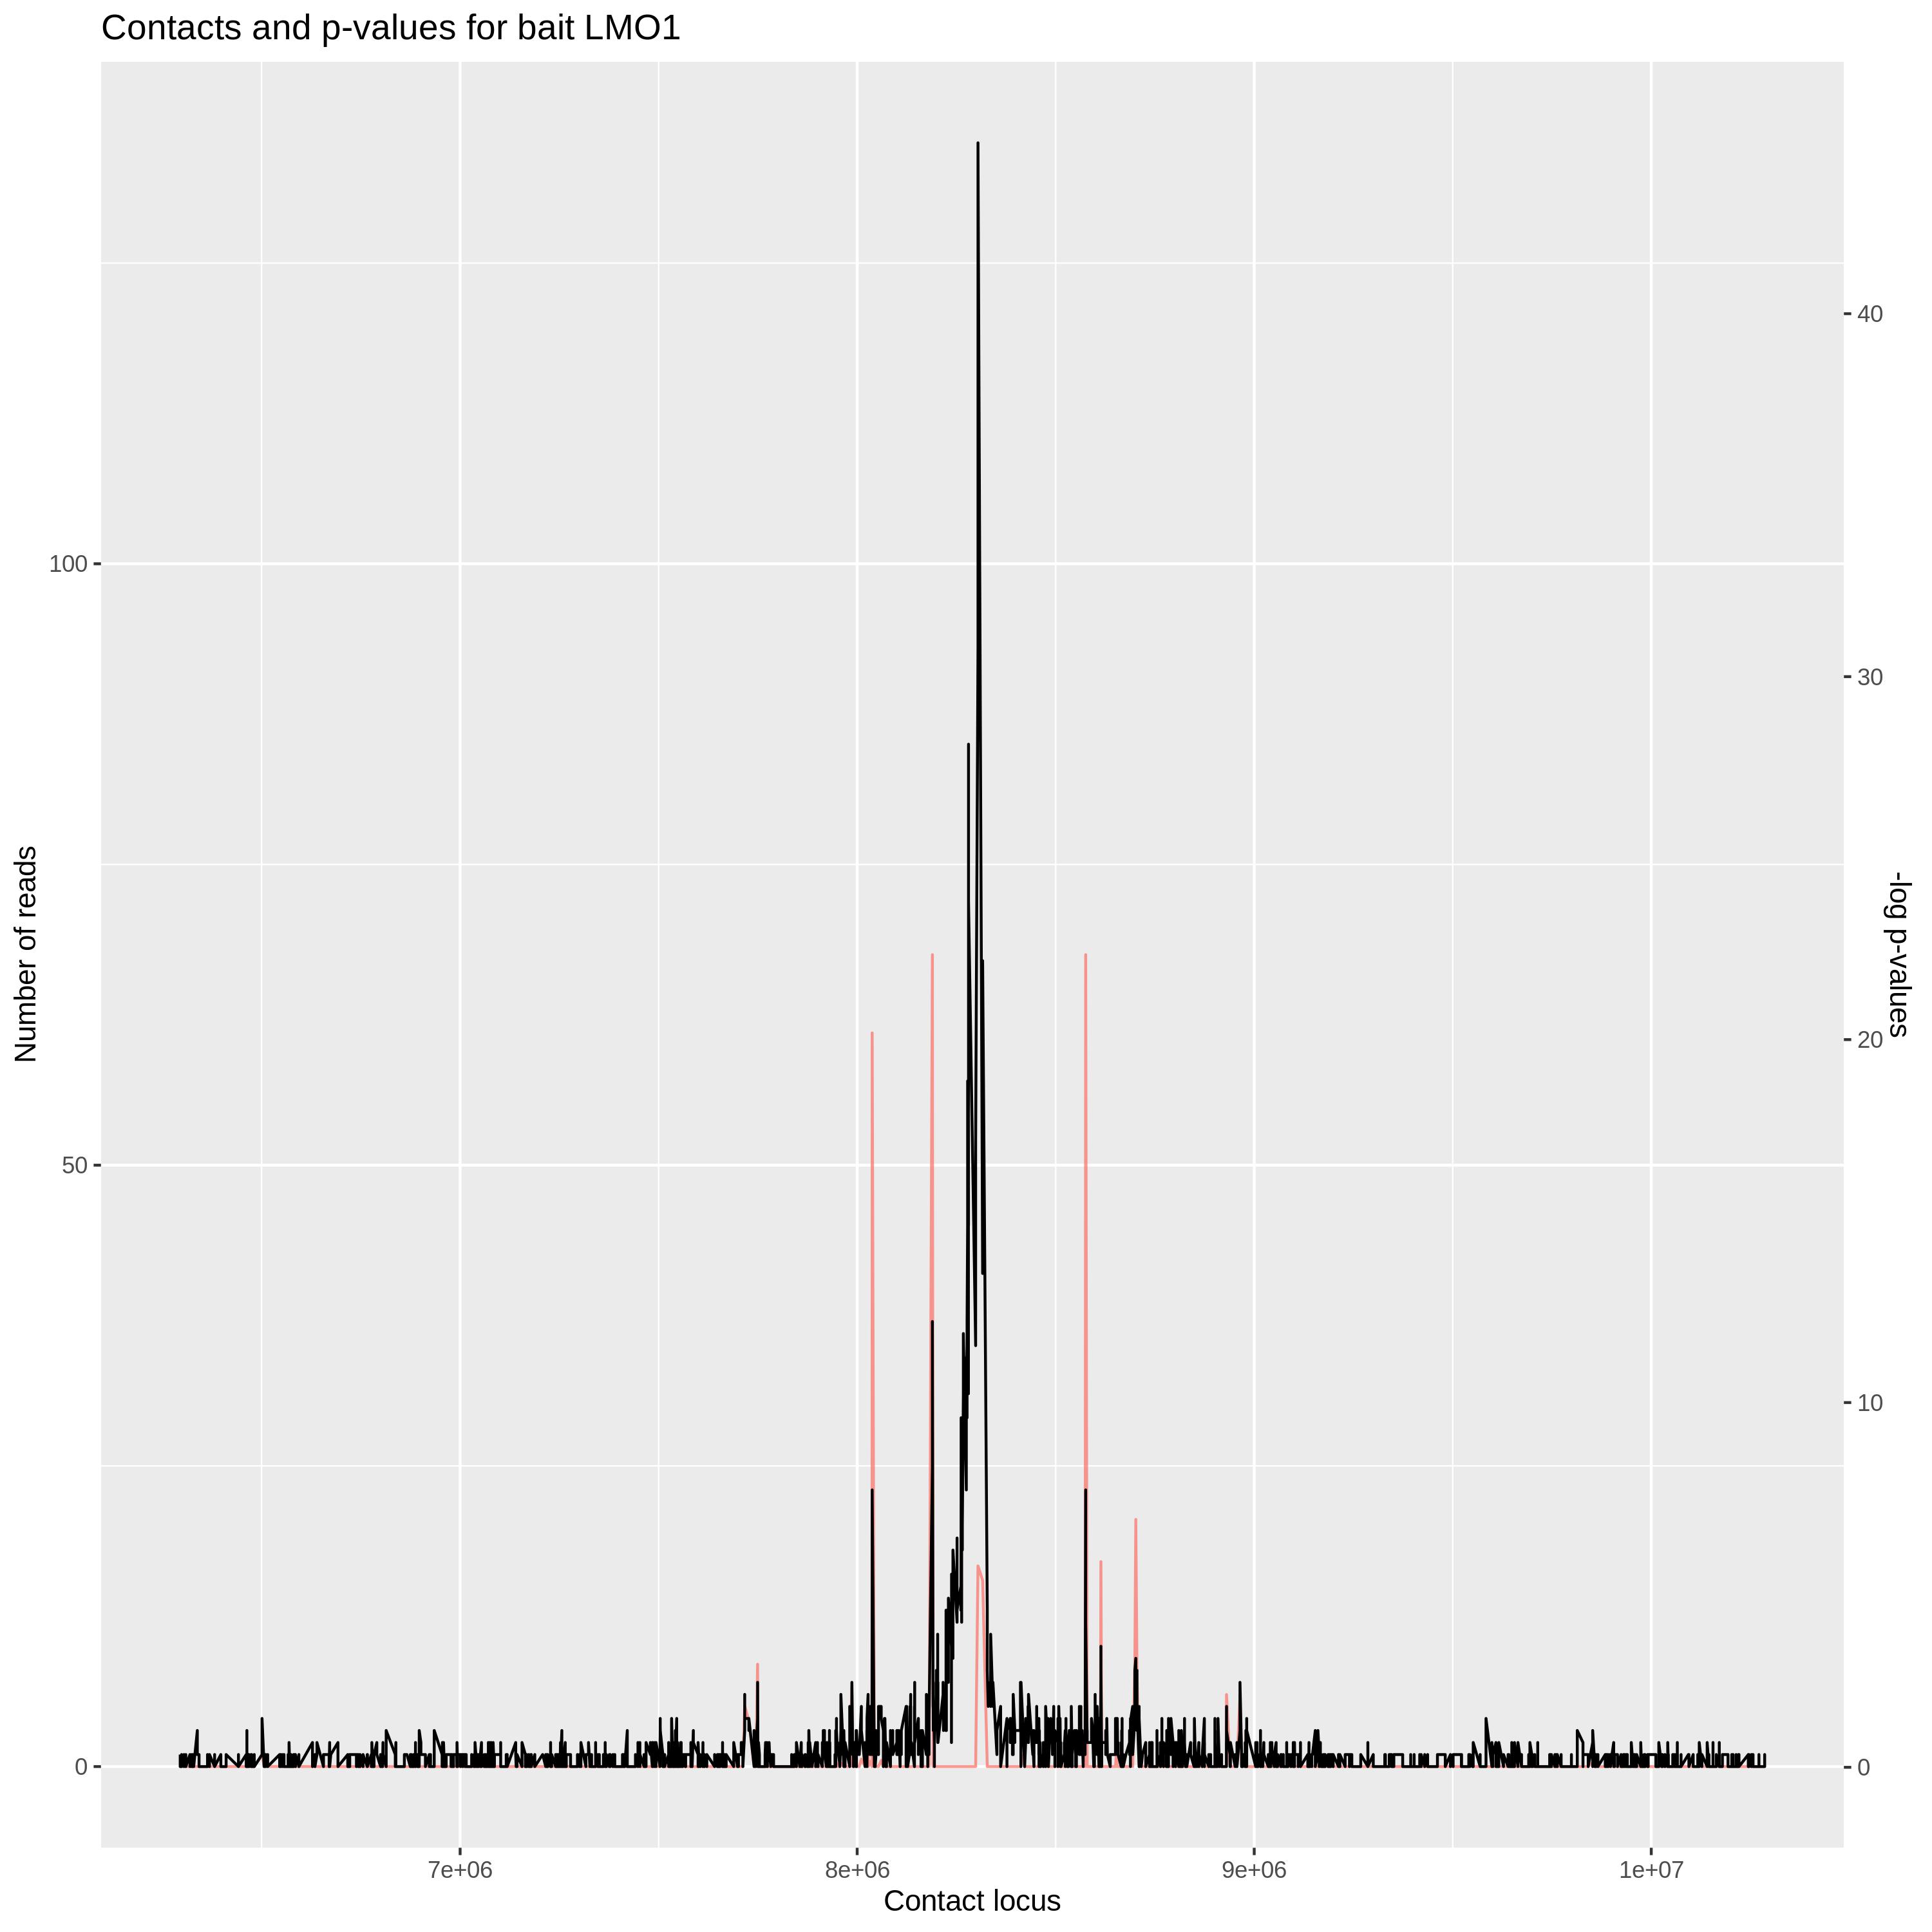 Contacts and p-values for bait LMO1
Number of reads
100
50
0
40
30
20
10
0
-log p-values
7e+06
8e+06
9e+06
1e+07
Contact locus